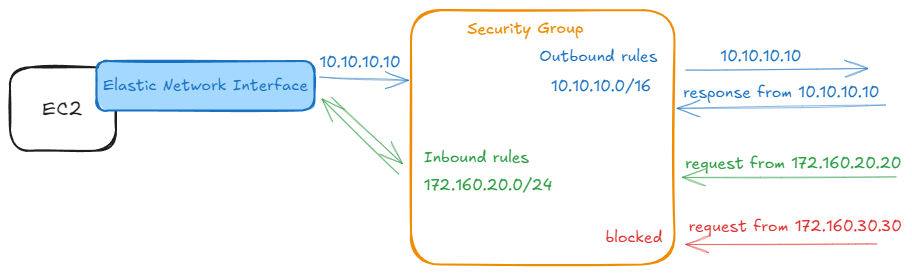 Security Group
EC2
Elastic Network Interface
10.10.10.10
Outbound rules
10.10.10.0/16
10.10.10.10
response from 10.10.10.10
Inbound rules
172.160.20.0/24
request from 172.160.20.20
blocked
request from 172.160.30.30